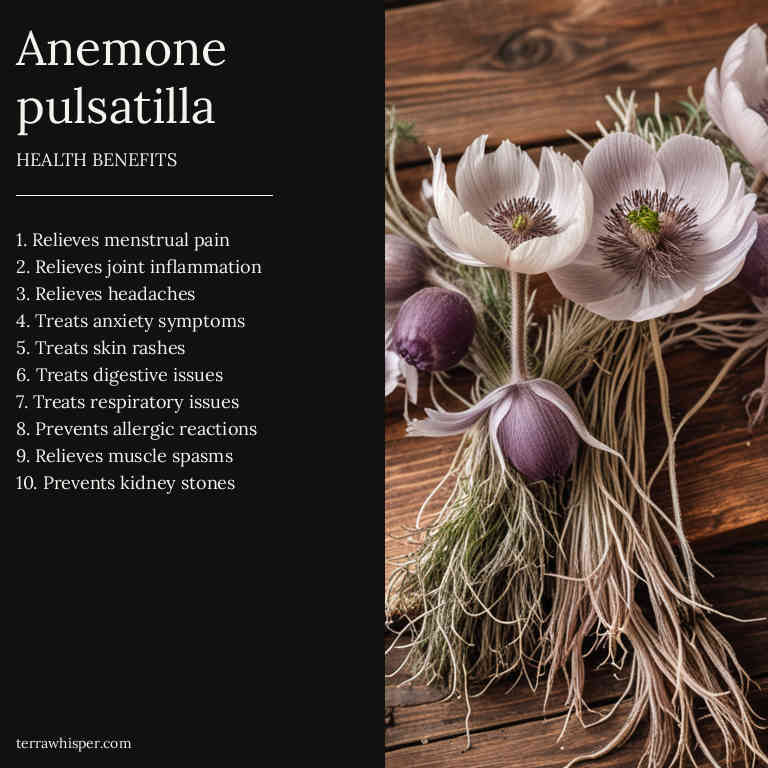 Anemone
pulsatilla
HEALTH BENEFITS
1. Relieves menstrual pain
2. Relieves joint inflammation
3. Relieves headaches
4. Treats anxiety symptoms
5. Treats skin rashes
6. Treats digestive issues
7. Treats respiratory issues
8. Prevents allergic reactions
9. Relieves muscle spasms
10. Prevents kidney stones
terrawhisper.com